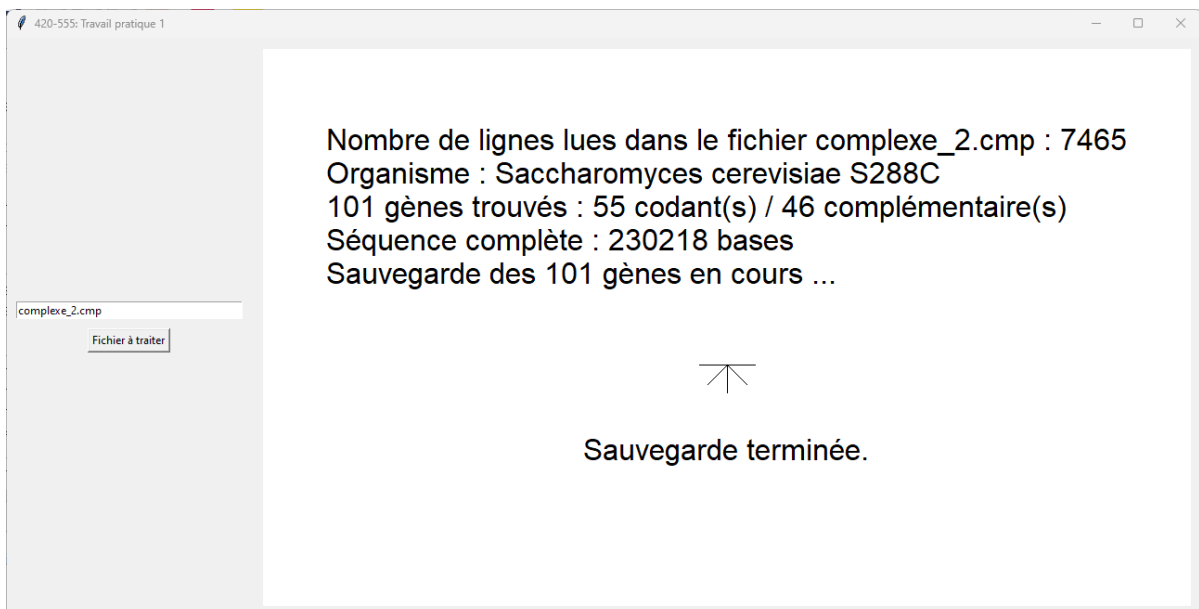 420-555: Travail pratique 1
Nombre de lignes lues dans le fichier complexe_2.cmp : 7465
Organisme : Saccharomyces cerevisiae S288C
101 gènes trouvés : 55 codant(s) / 46 complémentaire(s)
Séquence complète : 230218 bases
Sauvegarde des 101 gènes en cours ...
complexe_2.cmp
Fichier à traiter
Sauvegarde terminée.